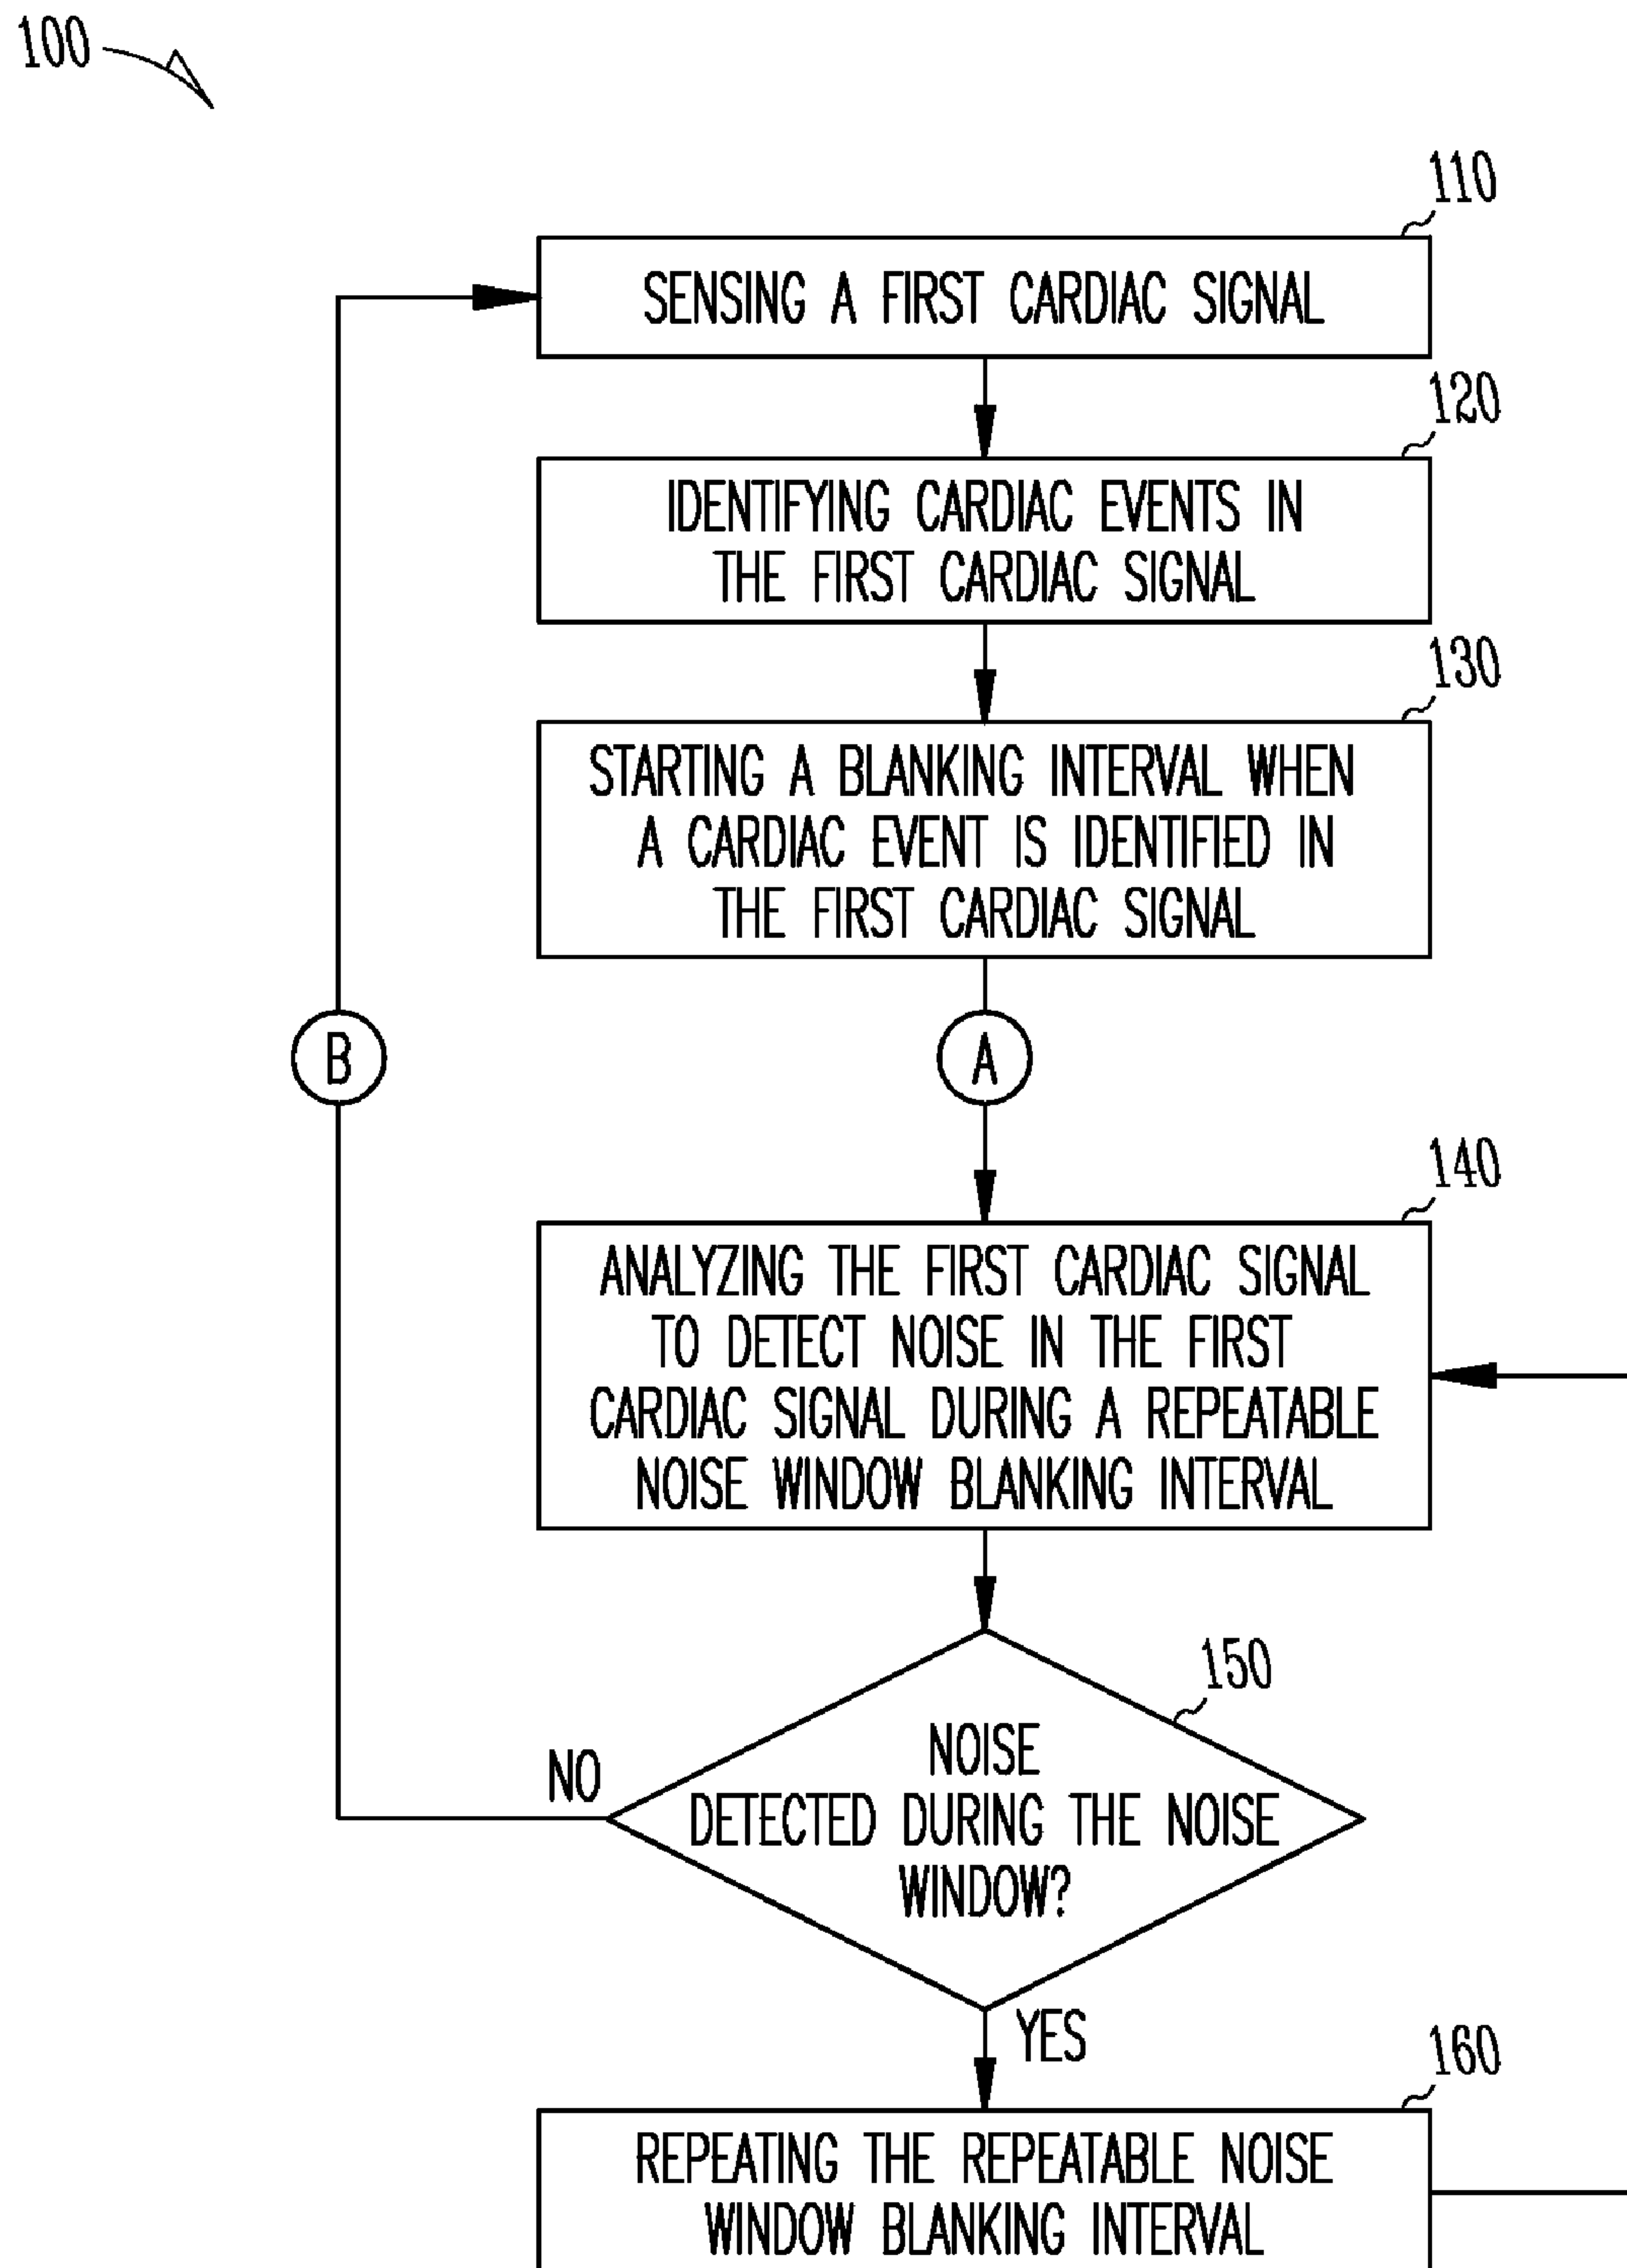 100
110
SENSING A FIRST CARDIAC SIGNAL
120
IDENTIFYING CARDIAC EVENTS IN
THE FIRST CARDIAC SIGNAL
130
STARTING A BLANKING INTERVAL WHEN
A CARDIAC EVENT IS IDENTIFIED IN
THE FIRST CARDIAC SIGNAL
B
A
140
ANALYZING THE FIRST CARDIAC SIGNAL
TO DETECT NOISE IN THE FIRST
CARDIAC SIGNAL DURING A REPEATABLE
NOISE WINDOW BLANKING INTERVAL
150
NOISE
DETECTED DURING THE NOISE
WINDOW?
NO
YES
160
REPEATING THE REPEATABLE NOISE
WINDOW BLANKING INTERVAL